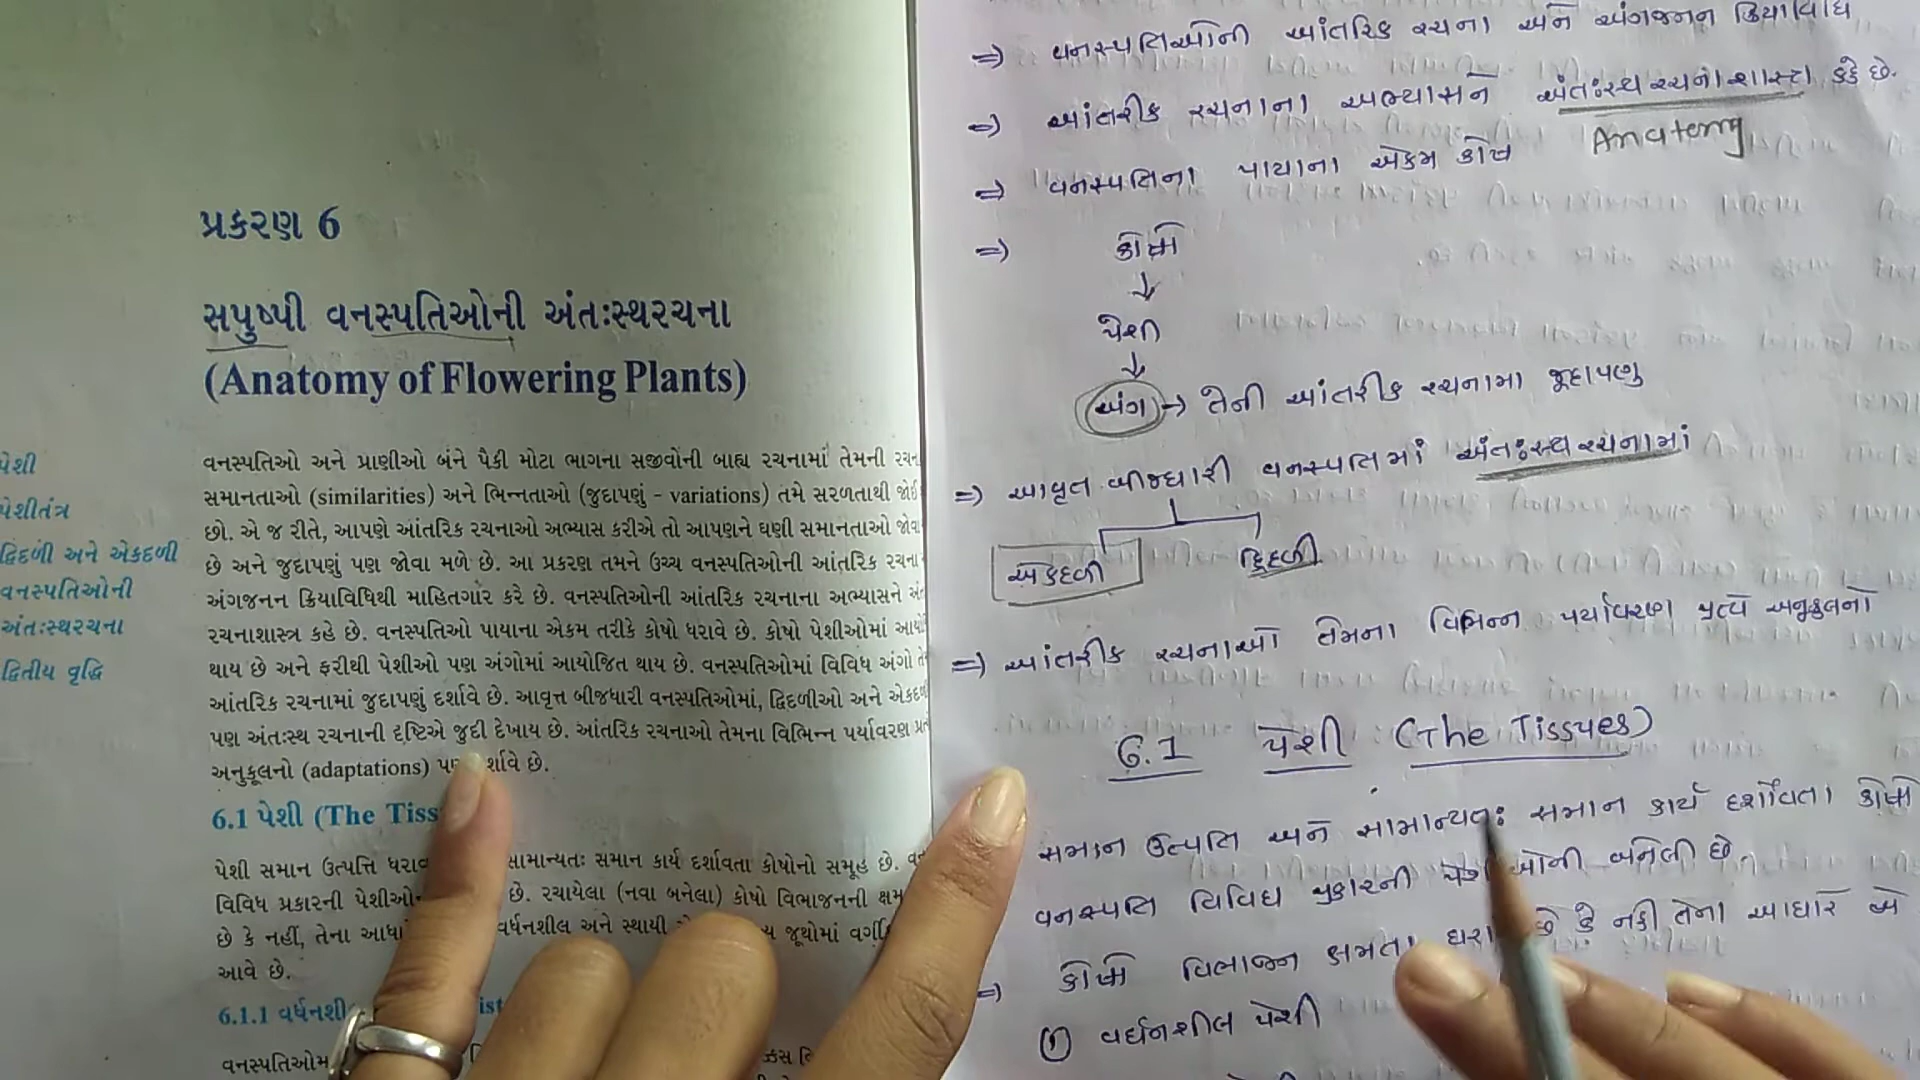 પ્રકરણ 6
સપુષ્પી વનસ્પતિઓની અંતઃસ્થરચના
(Anatomy of Flowering Plants)
પેશી
પેશીતંત્ર
દ્વિદળી અને એકદળી
વનસ્પતિઓની
અંતઃસ્થરચના
દ્વિતીય વૃદ્ધિ
વનસ્પતિઓ અને પ્રાણીઓ બંને પૈકી મોટા ભાગના સજીવોની બાહ્ય રચનામાં તેમની
સમાનતાઓ (similarities) અને ભિન્નતાઓ (જુદાપણું - variations) તમે સરળતાથી
છો. એ જ રીતે, આપણે આંતરિક રચનાઓ અભ્યાસ કરીએ તો આપણને ઘણી સમાનતાઓ
છે અને જુદાપણું પણ જોવા મળે છે. આ પ્રકરણ તમને ઉચ્ચ વનસ્પતિઓની આંતરિક રચના
અંગજનન ક્રિયાવિધિથી માહિતગાર કરે છે. વનસ્પતિઓની આંતરિક રચનાના અભ્યાસને
રચનાશાસ્ત્ર કહે છે. વનસ્પતિઓ પાયાના એકમ તરીકે કોષો ધરાવે છે. કોષો પેશીઓમાં
થાય છે અને ફરીથી પેશીઓ પણ અંગોમાં આયોજિત થાય છે. વનસ્પતિઓમાં વિવિધ અંગો
આંતરિક રચનામાં જુદાપણું દર્શાવે છે. આવૃત્ત બીજધારી વનસ્પતિઓમાં, દ્વિદળીઓ અને
પણ અંતઃસ્થ રચનાની દૃષ્ટિએ જુદી દેખાય છે. આંતરિક રચનાઓ તેમના વિભિન્ન પર્યાવરણ
અનુકૂલનો (adaptations) છે.
6.1 પેશી (The
પેશી સમાન ઉત્પત્તિ સામાન્યતઃ સમાન કાર્ય દર્શાવતા કોષોનો સમૂહ છે.
વિવિધ પ્રકારની છે. રચાયેલા (નવા બનેલા) કોષો વિભાજનની
છે કે નહીં, તેના વર્ધનશીલ અને સ્થાયી જૂથોમાં
આવે છે.
6.1.1
⇒ વનસ્પતિઓની આંતરિક રચના અને અંગજનન ક્રિયાવિધિ
⇒ આંતરીક રચનાના અભ્યાસને અંતઃસ્થ રચનાશાસ્ત્ર કહે છે.
Anatomy
⇒ વનસ્પતિના પાયાના એકમ કોષ
⇒ કોષો
↓
પેશી
↓
અંગ → તેની આંતરીક રચનામા જૂદાપણુ
⇒ આવૃત બીજધારી વનસ્પતિમાં અંતઃસ્થ રચનામાં
એકદળી દ્વિદળી
⇒ આંતરીક રચનાઓ તેમના વિભિન્ન પર્યાવરણ પ્રત્યે અનુકુલનો
6.1 પેશી (The Tissues)
સમાન ઉત્પતિ અને સામાન્યતઃ સમાન કાર્ય દર્શાવતા કોષો
વનસ્પતિ વિવિધ પ્રકારની બનેલી છે.
⇒ કોષો વિભાજન ક્ષમતા છે કે નહી તેના આધારે બે
① વર્ધનશીલ પેશી